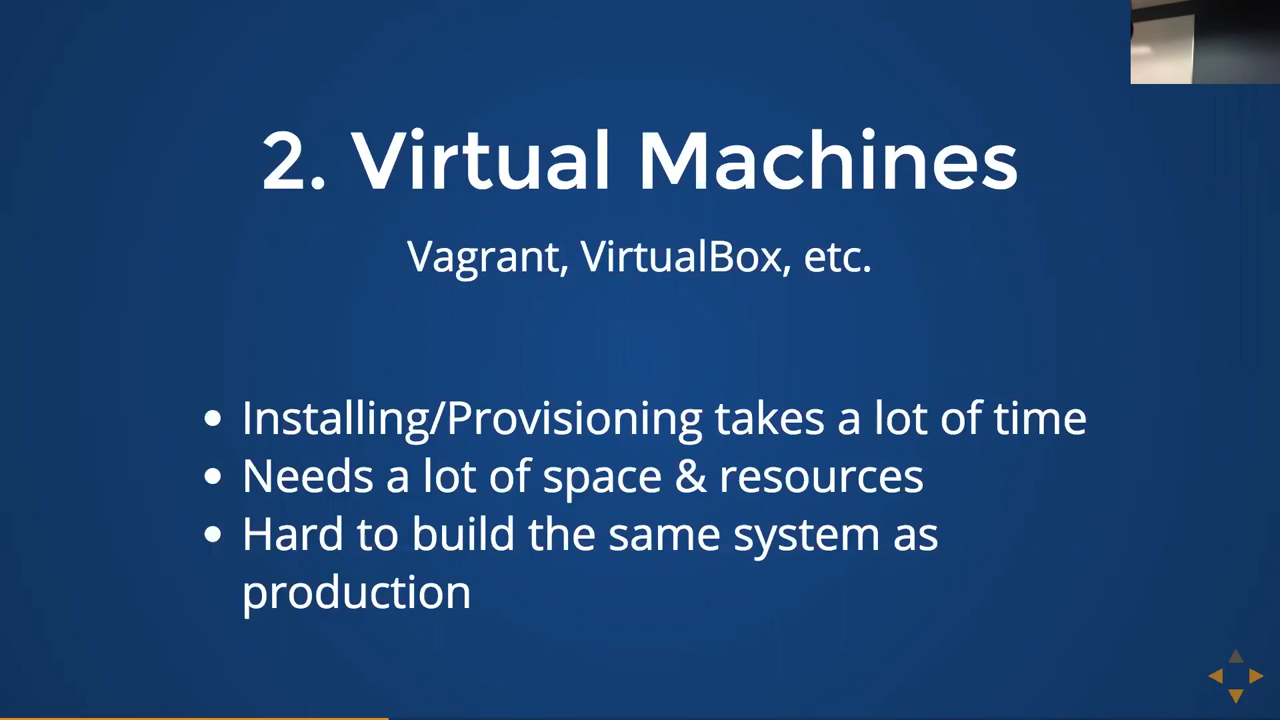 2. Virtual Machines
Vagrant, VirtualBox, etc.
• Installing/Provisioning takes a lot of time
• Needs a lot of space & resources
• Hard to build the same system as
production